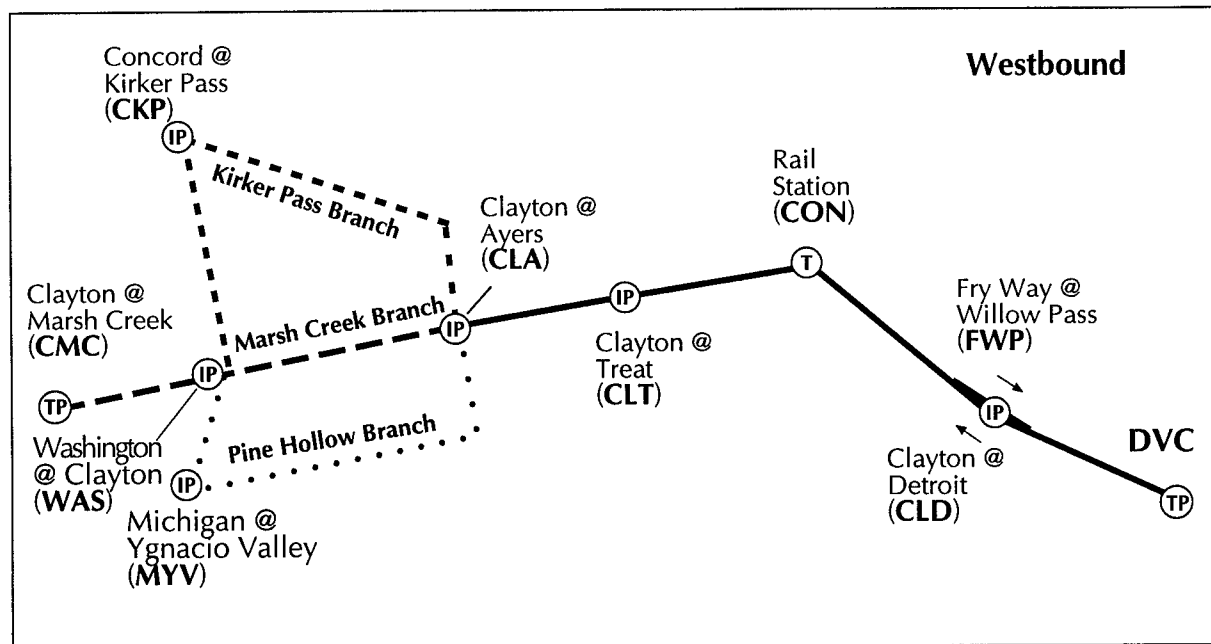 Westbound
Concord @
Kirker Pass
(CKP)
IP
Kirker Pass Branch
Rail
Station
(CON)
T
Clayton @
Ayers
(CLA)
IP
Clayton @
Marsh Creek
(CMC)
TP
Marsh Creek Branch
IP
IP
Clayton @
Treat
(CLT)
Fry Way @
Willow Pass
(FWP)
IP
Washington
@ Clayton
(WAS)
Pine Hollow Branch
IP
Michigan @
Ygnacio Valley
(MYV)
Clayton @
Detroit
(CLD)
DVC
TP